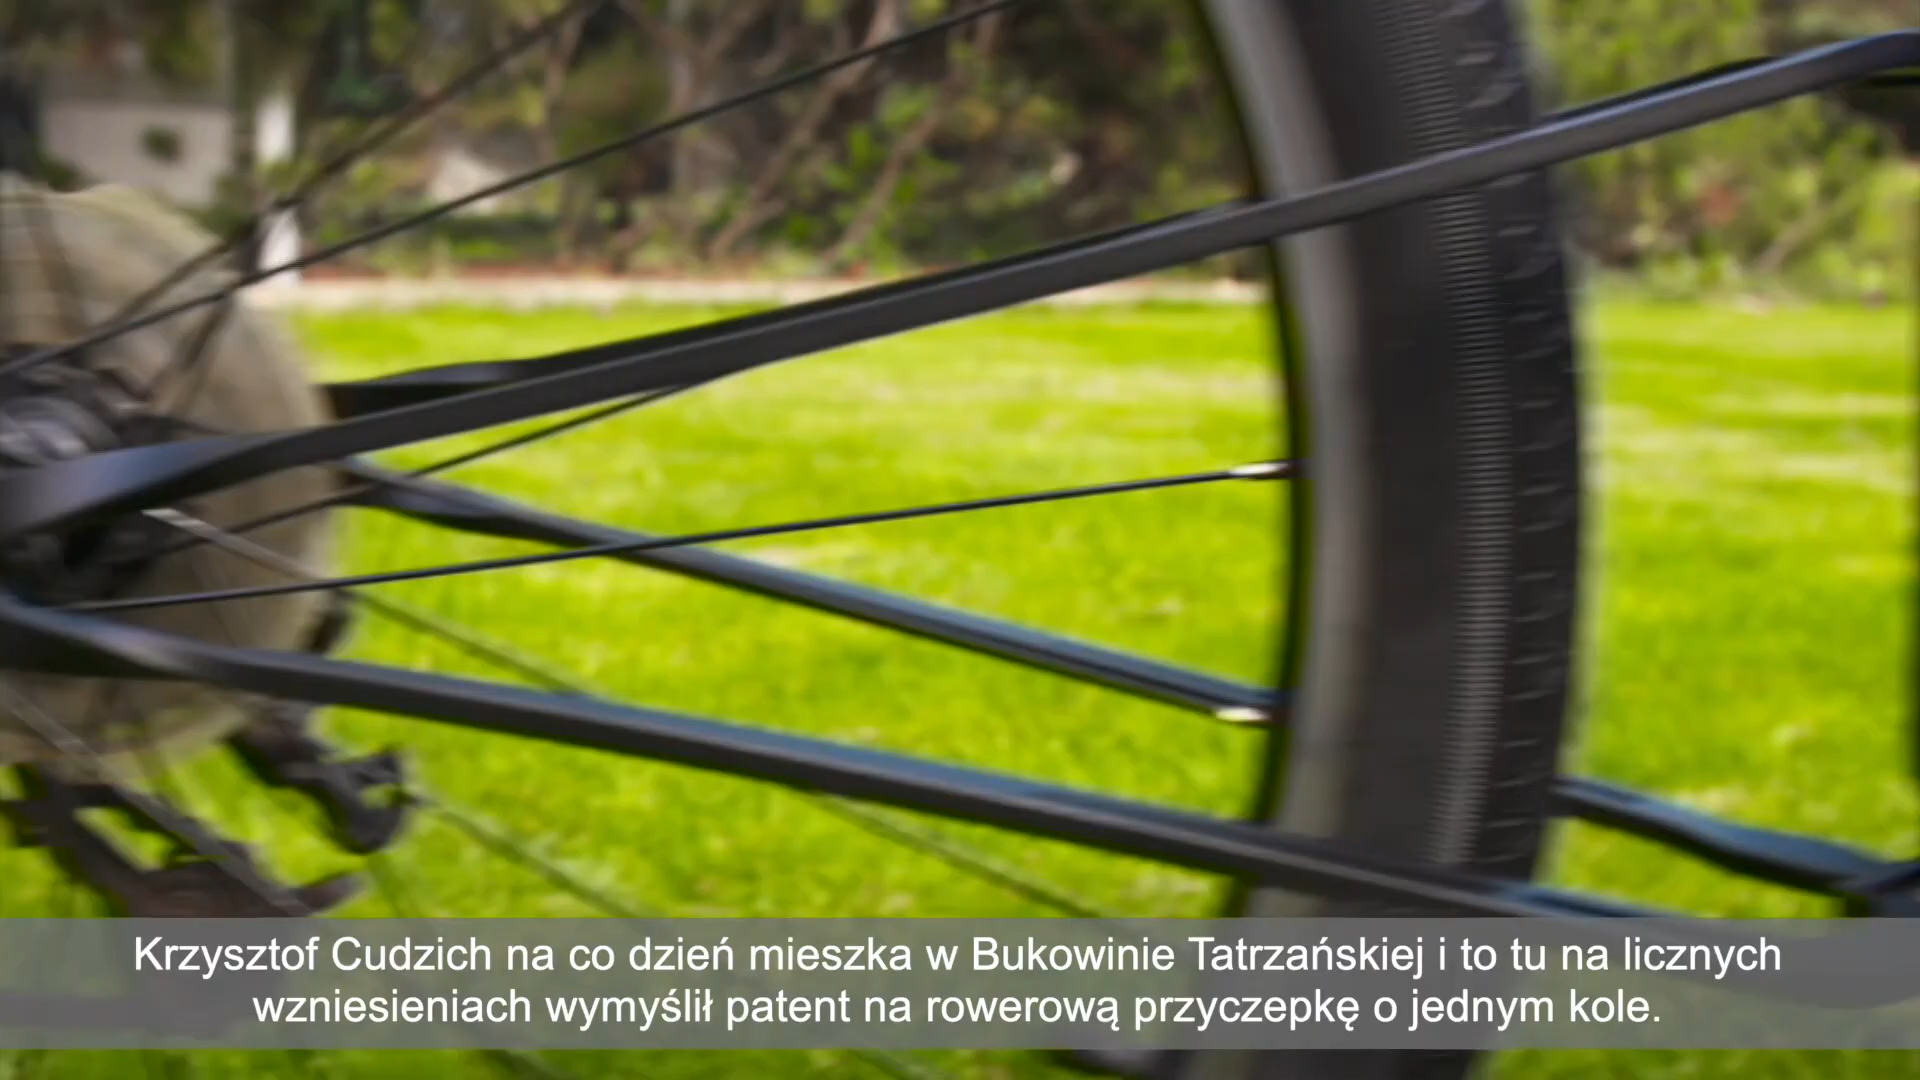 Krzysztof Cudzich na co dzień mieszka w Bukowinie Tatrzańskiej i to tu na licznych
wzniesieniach wymyślił patent na rowerową przyczepkę o jednym kole.